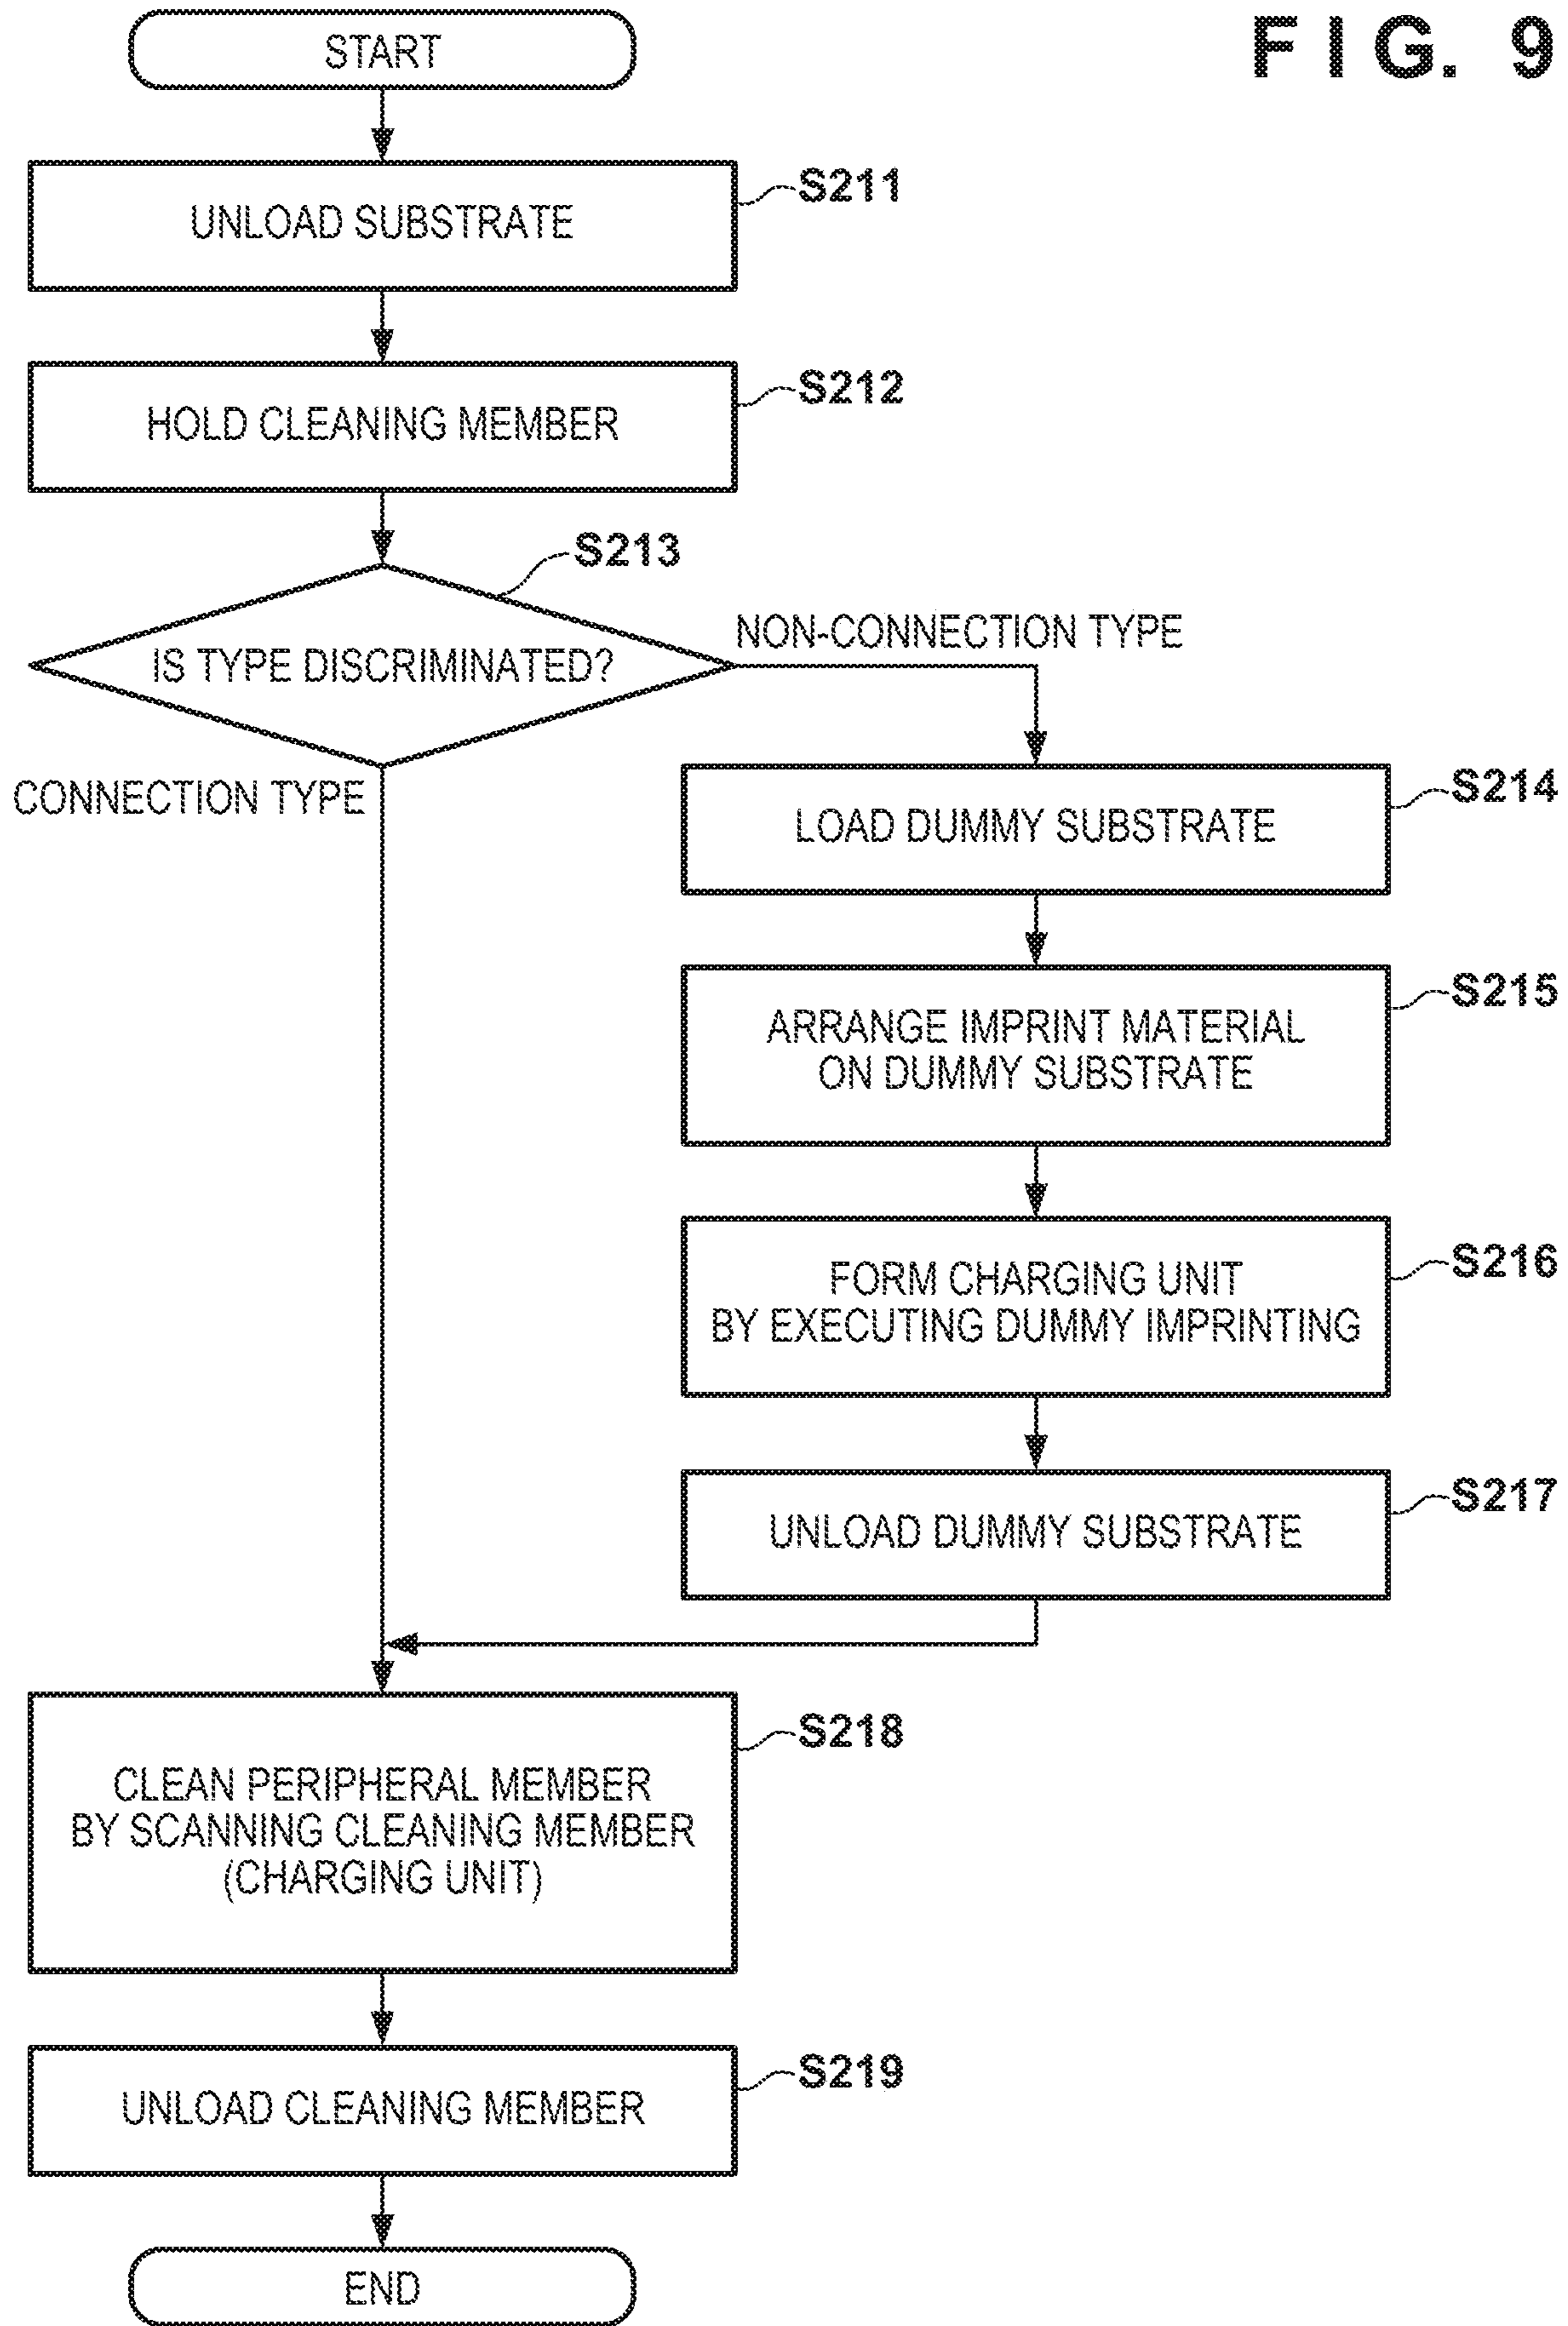 FIG. 9
START
S211
UNLOAD SUBSTRATE
S212
HOLD CLEANING MEMBER
S213
IS TYPE DISCRIMINATED?
NON-CONNECTION TYPE
CONNECTION TYPE
S214
LOAD DUMMY SUBSTRATE
S215
ARRANGE IMPRINT MATERIAL
ON DUMMY SUBSTRATE
S216
FORM CHARGING UNIT
BY EXECUTING DUMMY IMPRINTING
S217
UNLOAD DUMMY SUBSTRATE
S218
CLEAN PERIPHERAL MEMBER
BY SCANNING CLEANING MEMBER
(CHARGING UNIT)
S219
UNLOAD CLEANING MEMBER
END